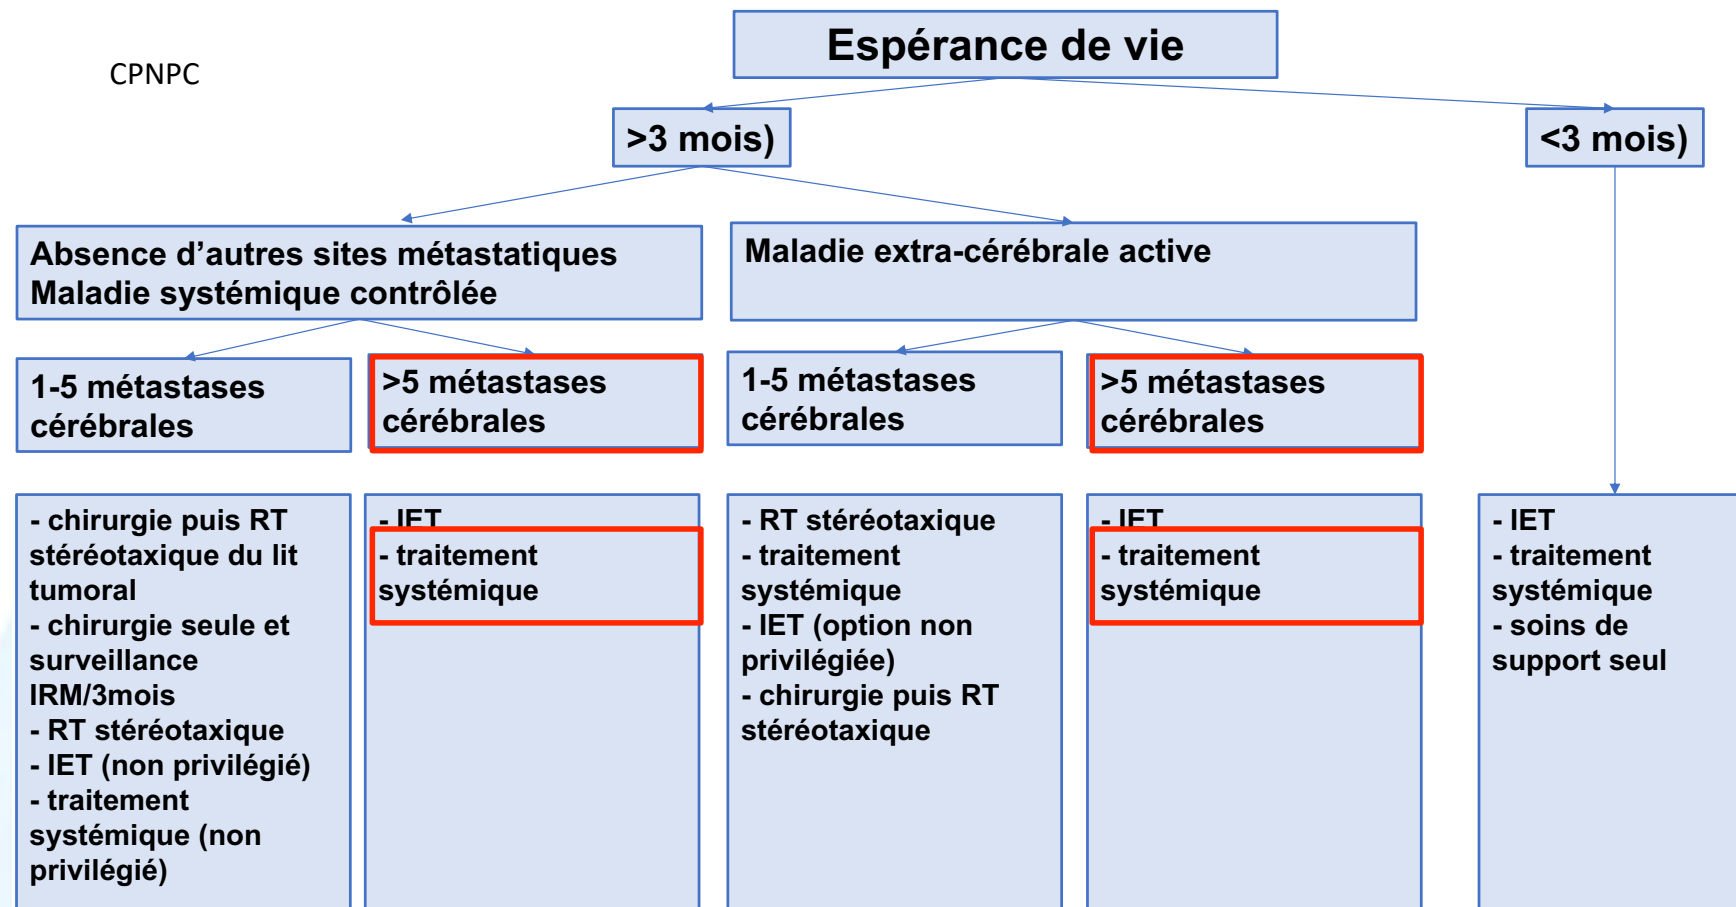 Espérance de vie
CPNPC
>3 mois)
<3 mois)
Absence d'autres sites métastatiques
Maladie systémique contrôlée
Maladie extra-cérébrale active
1-5 métastases
cérébrales
>5 métastases
cérébrales
1-5 métastases
cérébrales
>5 métastases
cérébrales
- chirurgie puis RT
stéréotaxique du lit
tumoral
- chirurgie seule et
surveillance
IRM/3mois
- RT stéréotaxique
- IET (non privilégié)
- traitement
systémique (non
privilégié)
- IET
- traitement
systémique
- RT stéréotaxique
- traitement
systémique
- IET (option non
privilégiée)
- chirurgie puis RT
stéréotaxique
- IET
- traitement
systémique
- IET
- traitement
systémique
- soins de
support seul